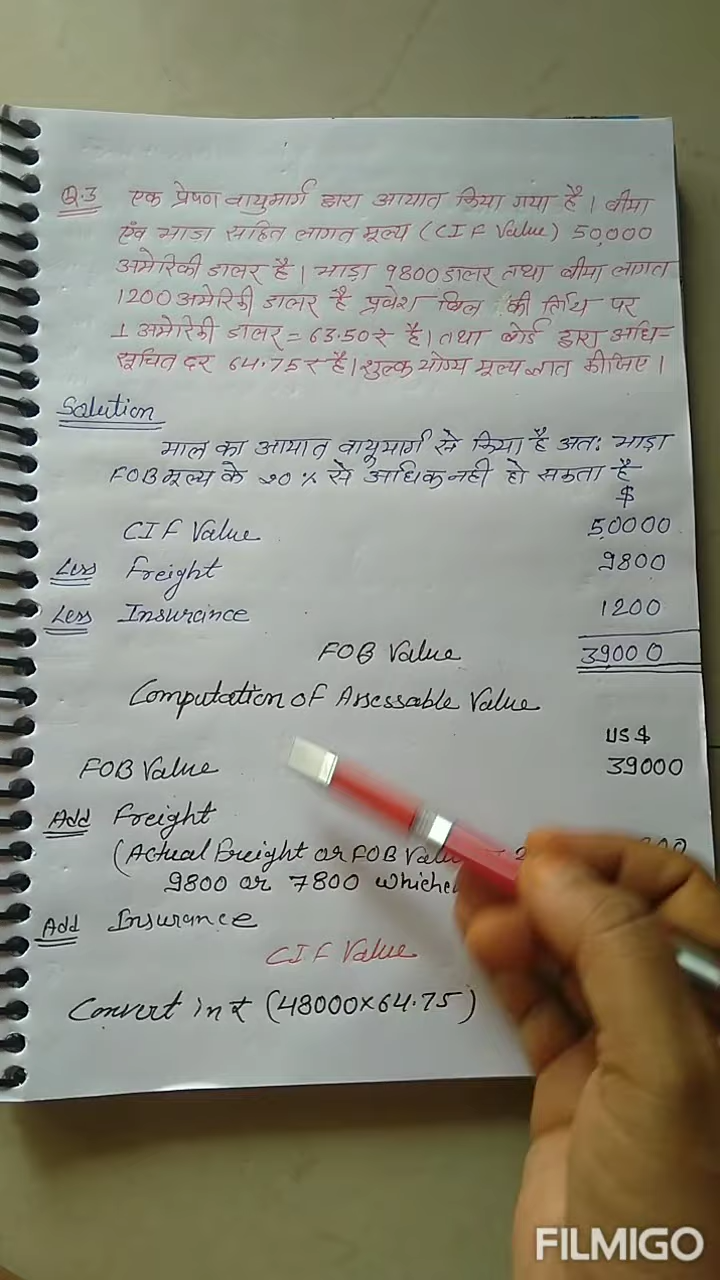 Q.3 एक प्रेषण वायुमार्ग द्वारा आयात किया गया है। बीमा
एंव भाडा सहित लागत मूल्य (CIF Value) 50,000
अमेरिकी डालर है। भाड़ा 9800 डालर तथा बीमा लागत
1200 अमेरिकी डालर है प्रवेश बिल की तिथि पर
1 अमेरिकी डालर = 63.50₹ है। तथा बोर्ड द्वारा अधि-
सूचित दर 64.75₹ है। शुल्क योग्य मूल्य ज्ञात कीजिए।
Solution
माल का आयात वायुमार्ग से किया है अतः भाड़ा
FOB मूल्य के 20% से अधिक नही हो सकता है
$
CIF Value 50000
Less Freight 9800
Less Insurance 1200
FOB Value 39000
Computation of Assessable Value
US $
FOB Value 39000
Add Freight
(Actual Freight or FOB
9800 or 7800
Add Insurance
CIF Value
Convert in ₹ (48000×64.75)
FILMIGO